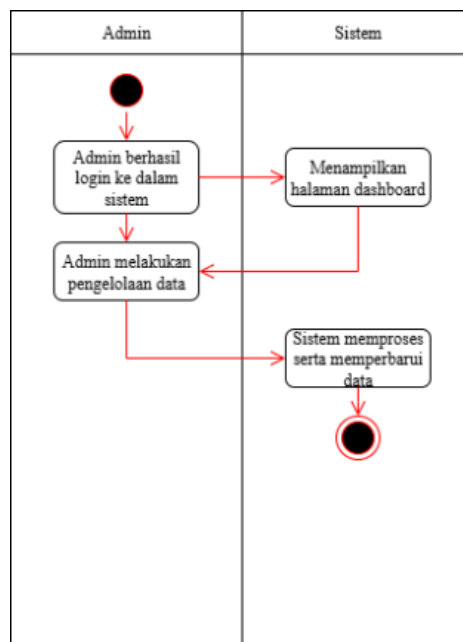 Admin
Sistem
Admin berhasil
login ke dalam
sistem
Menampilkan
halaman dashboard
Admin melakukan
pengelolaan data
Sistem memproses
serta memperbarui
data